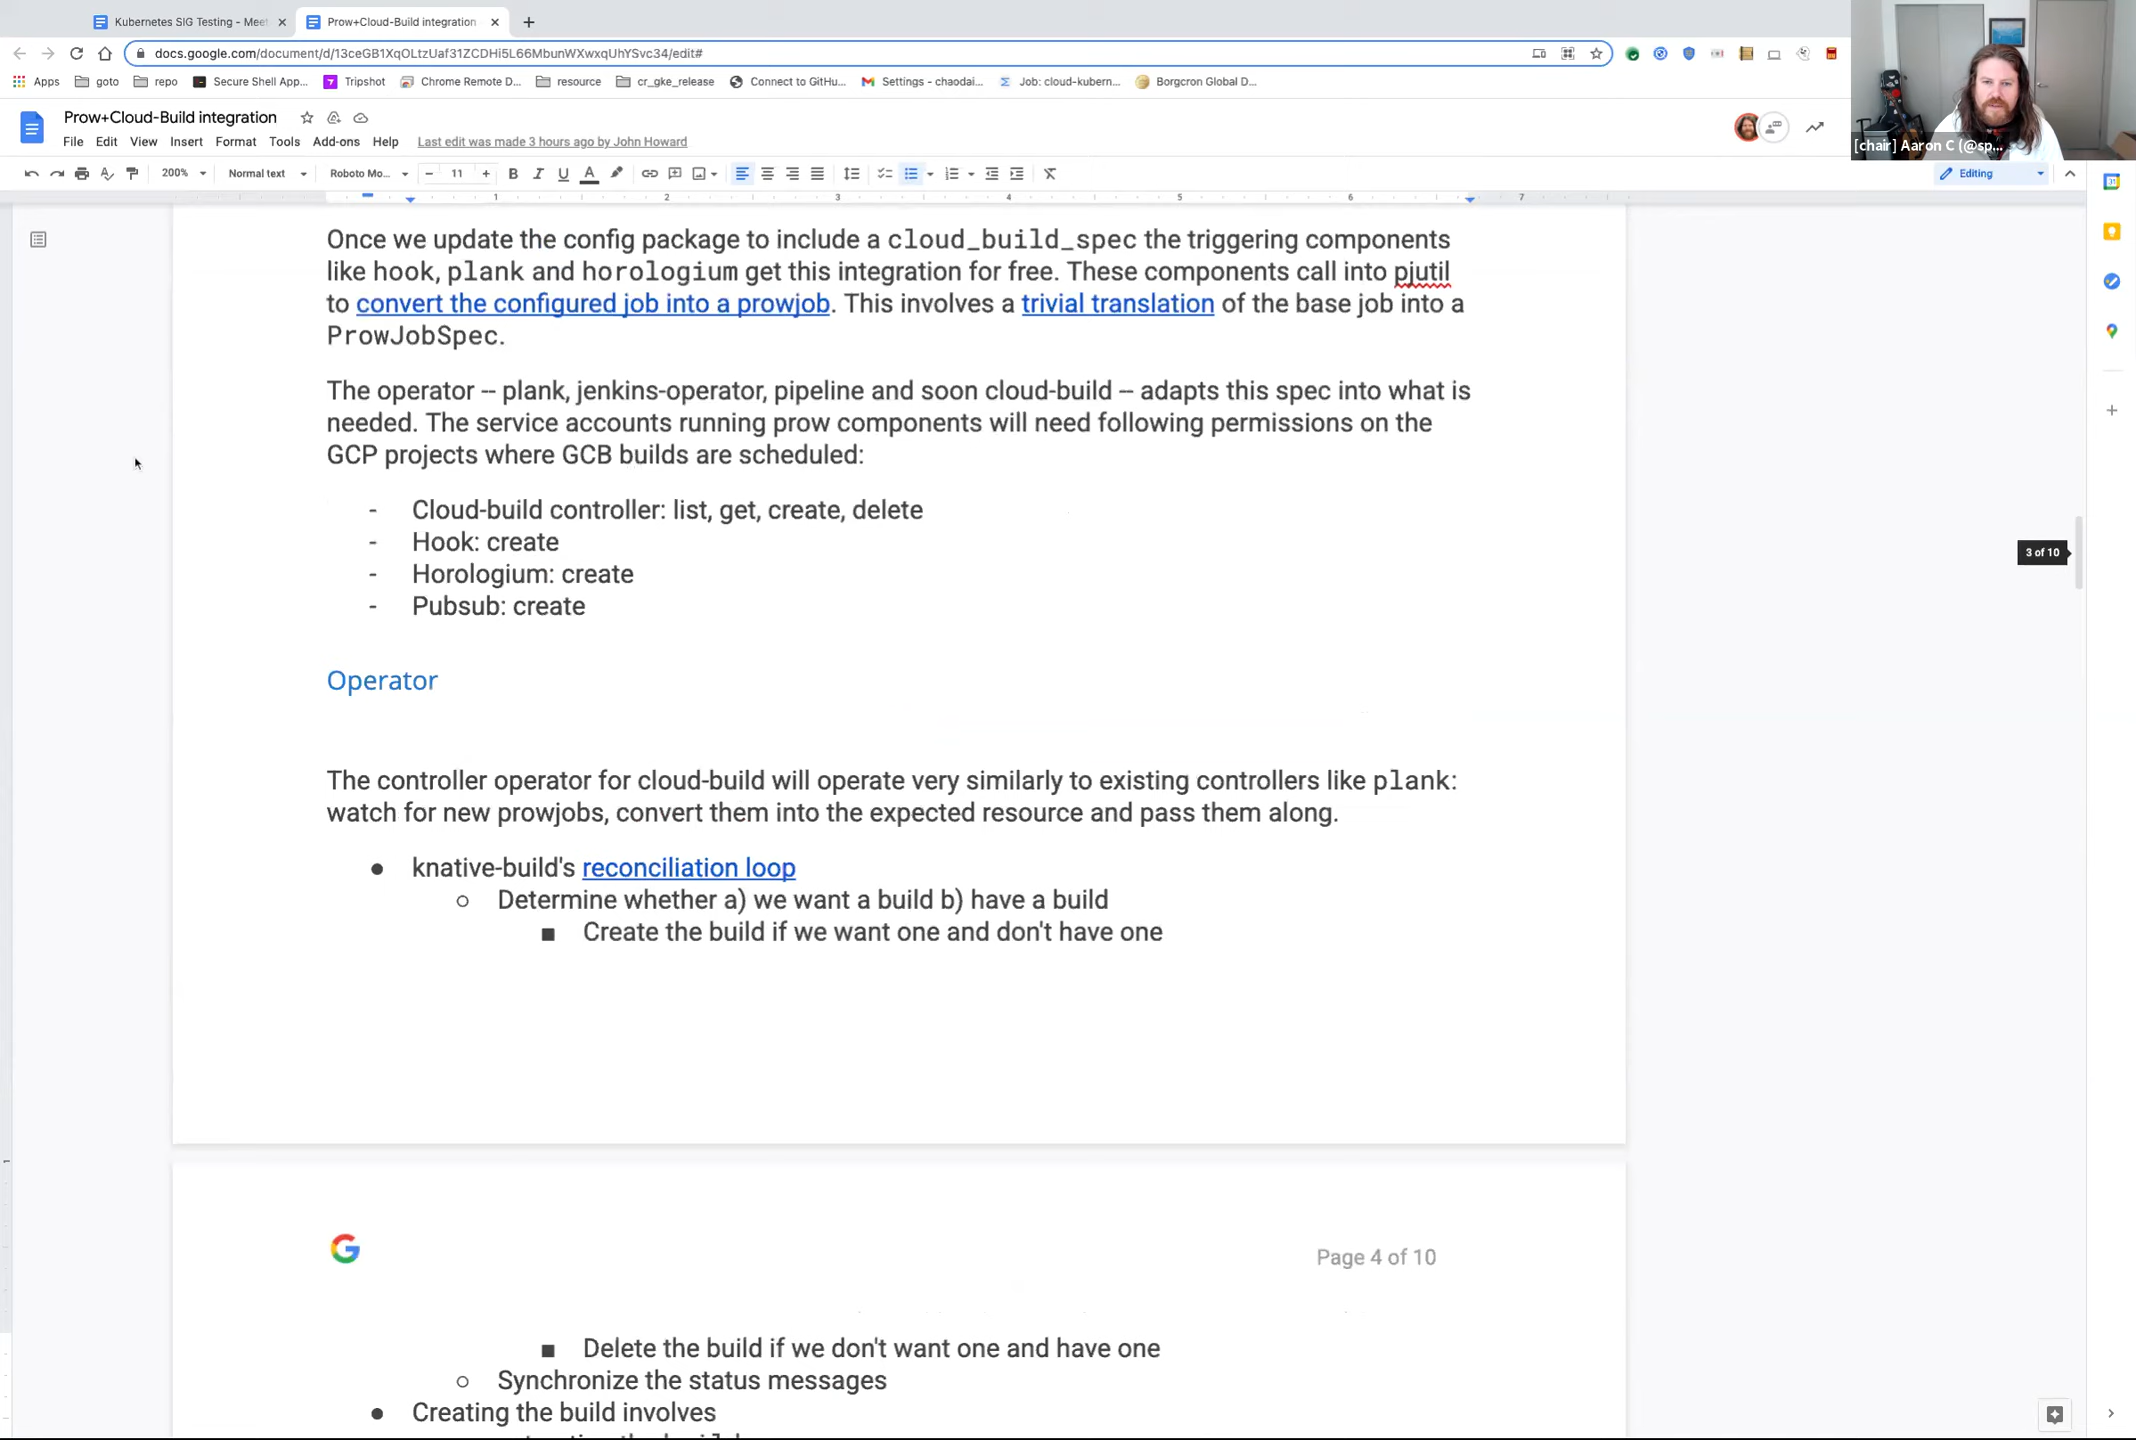 Kubernetes SIG Testing - Meet
Prow+Cloud-Build integration
docs.google.com/document/d/13ceGB1XqOLtzUaf31ZCDHi5L66MbunWXwxqUhYSvc34/edit#
Apps
goto
repo
Secure Shell App...
Tripshot
Chrome Remote D...
resource
cr_gke_release
Connect to GitHu...
Settings - chaodai...
Job: cloud-kubern...
Borgcron Global D...
[chair] Aaron C (@sp...
Prow+Cloud-Build integration
File Edit View Insert Format Tools Add-ons Help
Last edit was made 3 hours ago by John Howard
200%
Normal text
Roboto Mo...
11
Editing
1 2 3 4 5 6 7
Once we update the config package to include a cloud_build_spec the triggering components
like hook, plank and horologium get this integration for free. These components call into pjutil
to convert the configured job into a prowjob. This involves a trivial translation of the base job into a
ProwJobSpec.
The operator -- plank, jenkins-operator, pipeline and soon cloud-build -- adapts this spec into what is
needed. The service accounts running prow components will need following permissions on the
GCP projects where GCB builds are scheduled:
- Cloud-build controller: list, get, create, delete
- Hook: create
- Horologium: create
- Pubsub: create
3 of 10
Operator
The controller operator for cloud-build will operate very similarly to existing controllers like plank:
watch for new prowjobs, convert them into the expected resource and pass them along.
● knative-build's reconciliation loop
○ Determine whether a) we want a build b) have a build
■ Create the build if we want one and don't have one
G
Page 4 of 10
■ Delete the build if we don't want one and have one
○ Synchronize the status messages
● Creating the build involves